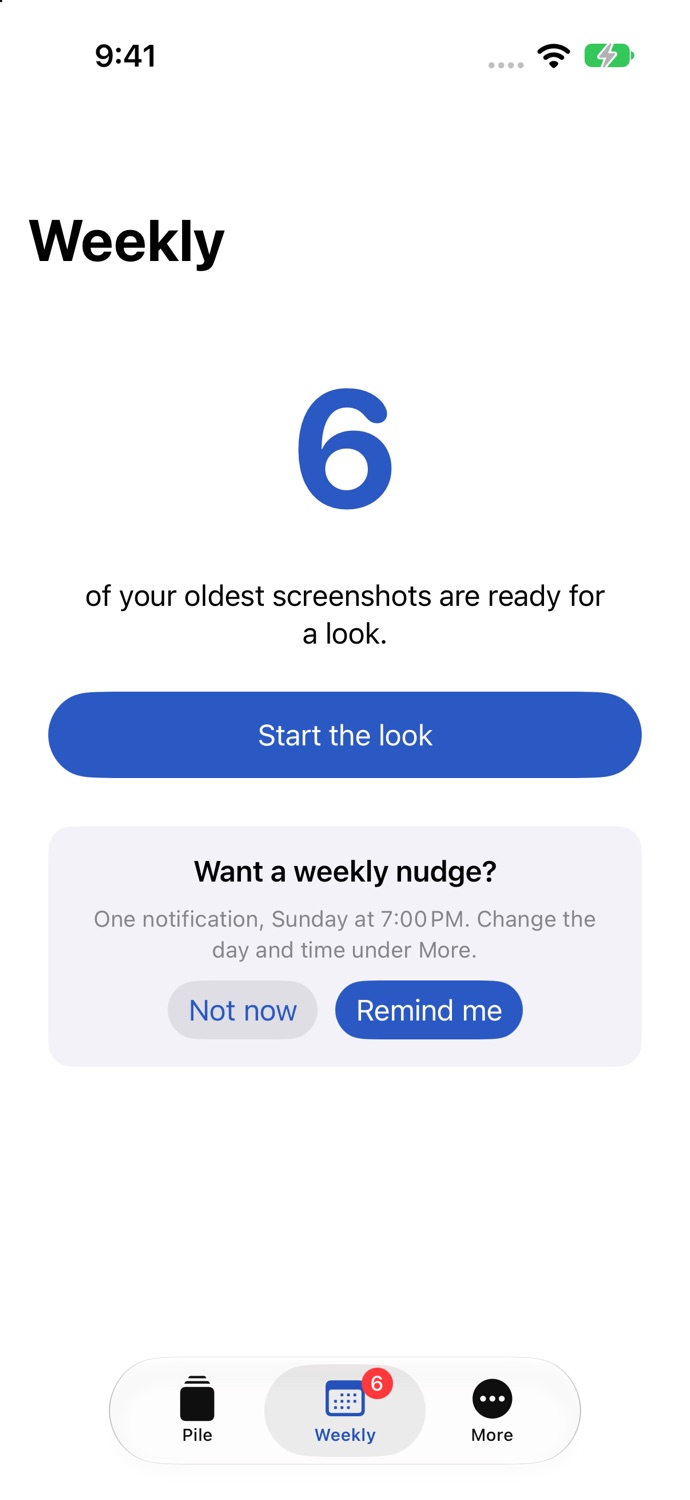 9:41
Weekly
6
of your oldest screenshots are ready for
a look.
Start the look
Want a weekly nudge?
One notification, Sunday at 7:00 PM. Change the
day and time under More.
Not now
Remind me
6
Pile
Weekly
More